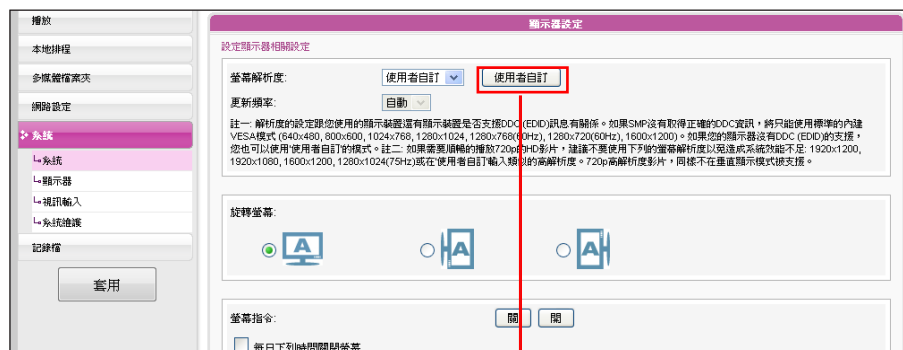 播放
本地排程
多媒體檔案夾
網路設定
系統
系統
顯示器
視訊輸入
系統維護
記錄檔
套用
顯示器設定
設定顯示器相關設定
螢幕解析度: 使用者自訂 使用者自訂
更新頻率: 自動
註一: 解析度的設定跟您使用的顯示裝置還有顯示裝置是否支援DDC (EDID)訊息有關係。如果SMP沒有取得正確的DDC資訊，將只能使用標準的內建
VESA模式 (640x480, 800x600, 1024x768, 1280x1024, 1280x768(60Hz), 1280x720(60Hz), 1600x1200)。如果您的顯示器沒有DDC (EDID)的支援，
您也可以使用'使用者自訂'的模式。註二: 如果需要順暢的播放720p的HD影片，建議不要使用下列的螢幕解析度以免造成系統效能不足: 1920x1200,
1920x1080, 1600x1200, 1280x1024(75Hz)或在'使用者自訂'輸入類似的高解析度。720p高解析度影片，同樣不在垂直顯示模式被支援。
旋轉螢幕:
A A A
螢幕指令: 關 開
每日下列時間關閉螢幕